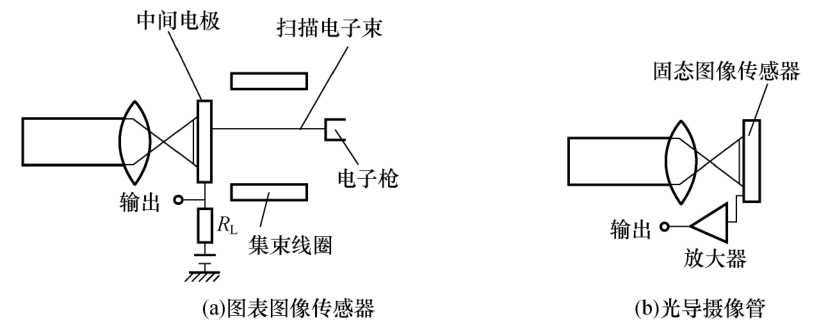 中间电极
扫描电子束
固态图像传感器
电子枪
输出
R_L
集束线圈
输出
放大器
(a)图表图像传感器
(b)光导摄像管